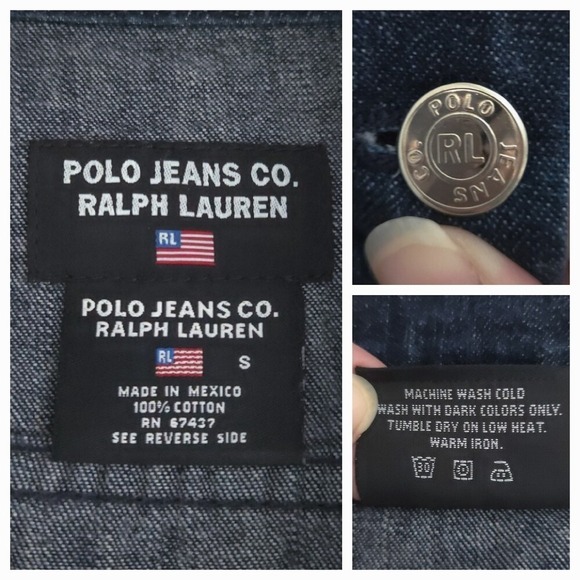 POLO JEANS CO.
RALPH LAUREN
RL
POLO JEANS CO.
RALPH LAUREN
RL S
MADE IN MEXICO
100% COTTON
RN 67437
SEE REVERSE SIDE
POLO JEANS CO.
RL
MACHINE WASH COLD
WASH WITH DARK COLORS ONLY.
TUMBLE DRY ON LOW HEAT.
WARM IRON.
30